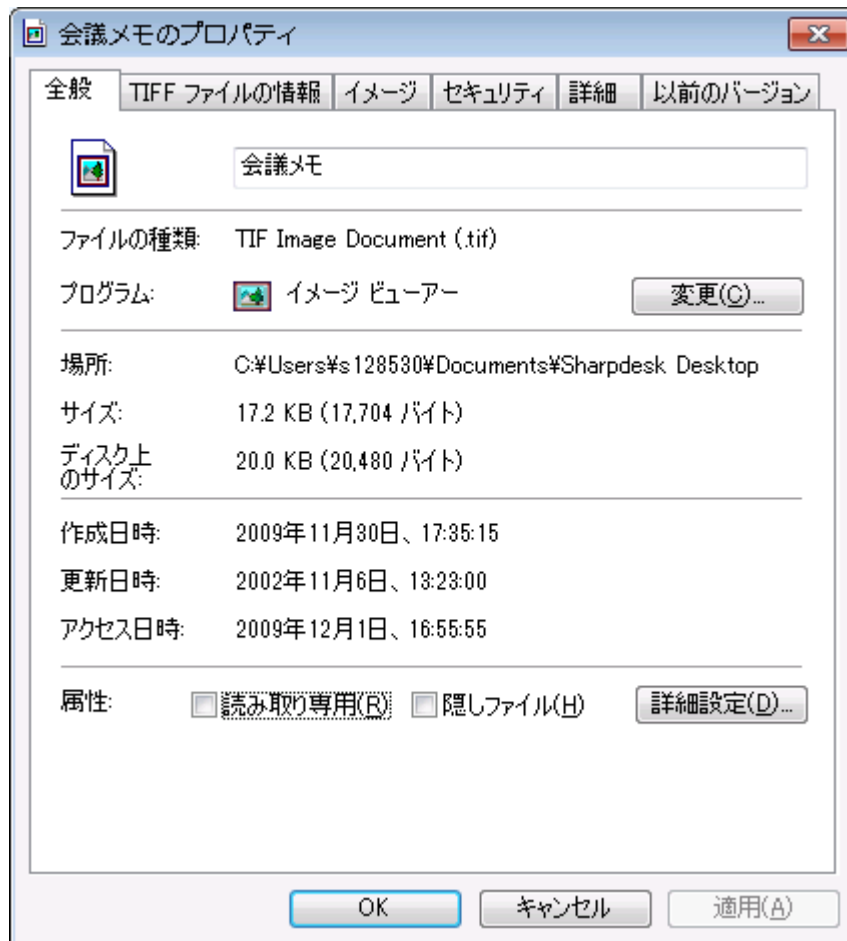 会議メモのプロパティ
全般 TIFF ファイルの情報 イメージ セキュリティ 詳細 以前のバージョン
会議メモ
ファイルの種類: TIF Image Document (.tif)
プログラム: イメージ ビューアー 変更(C)...
場所: C:¥Users¥s128530¥Documents¥Sharpdesk Desktop
サイズ: 17.2 KB (17,704 バイト)
ディスク上
のサイズ: 20.0 KB (20,480 バイト)
作成日時: 2009年11月30日、17:35:15
更新日時: 2002年11月6日、13:23:00
アクセス日時: 2009年12月1日、16:55:55
属性: 読み取り専用(R) 隠しファイル(H) 詳細設定(D)...
OK キャンセル 適用(A)